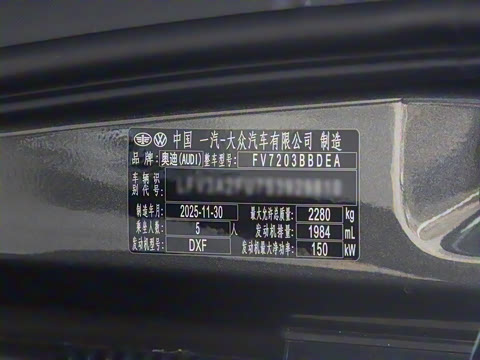 中国 一汽-大众汽车有限公司 制造
品牌: 奥迪(AUDI) 整车型号: FV7203BBDEA
车辆识别代号:
制造年月: 2025-11-30 最大允许总质量: 2280 kg
乘坐人数: 5 人 发动机排量: 1984 mL
发动机型号: DXF 发动机最大净功率: 150 kW